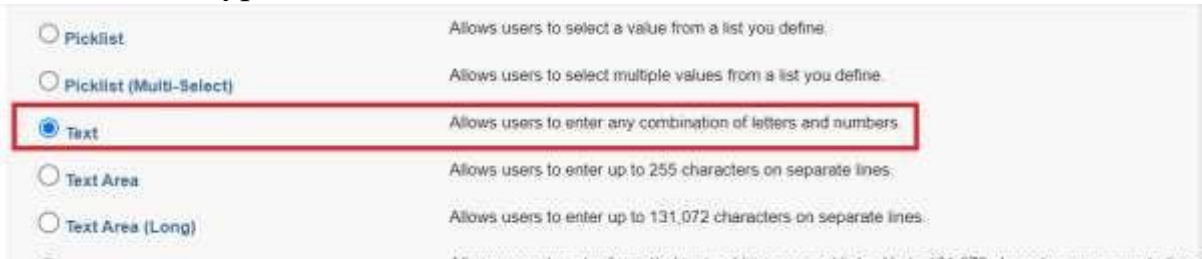 Picklist Allows users to select a value from a list you define.
Picklist (Multi-Select) Allows users to select multiple values from a list you define.
Text Allows users to enter any combination of letters and numbers.
Text Area Allows users to enter up to 255 characters on separate lines.
Text Area (Long) Allows users to enter up to 131,072 characters on separate lines.